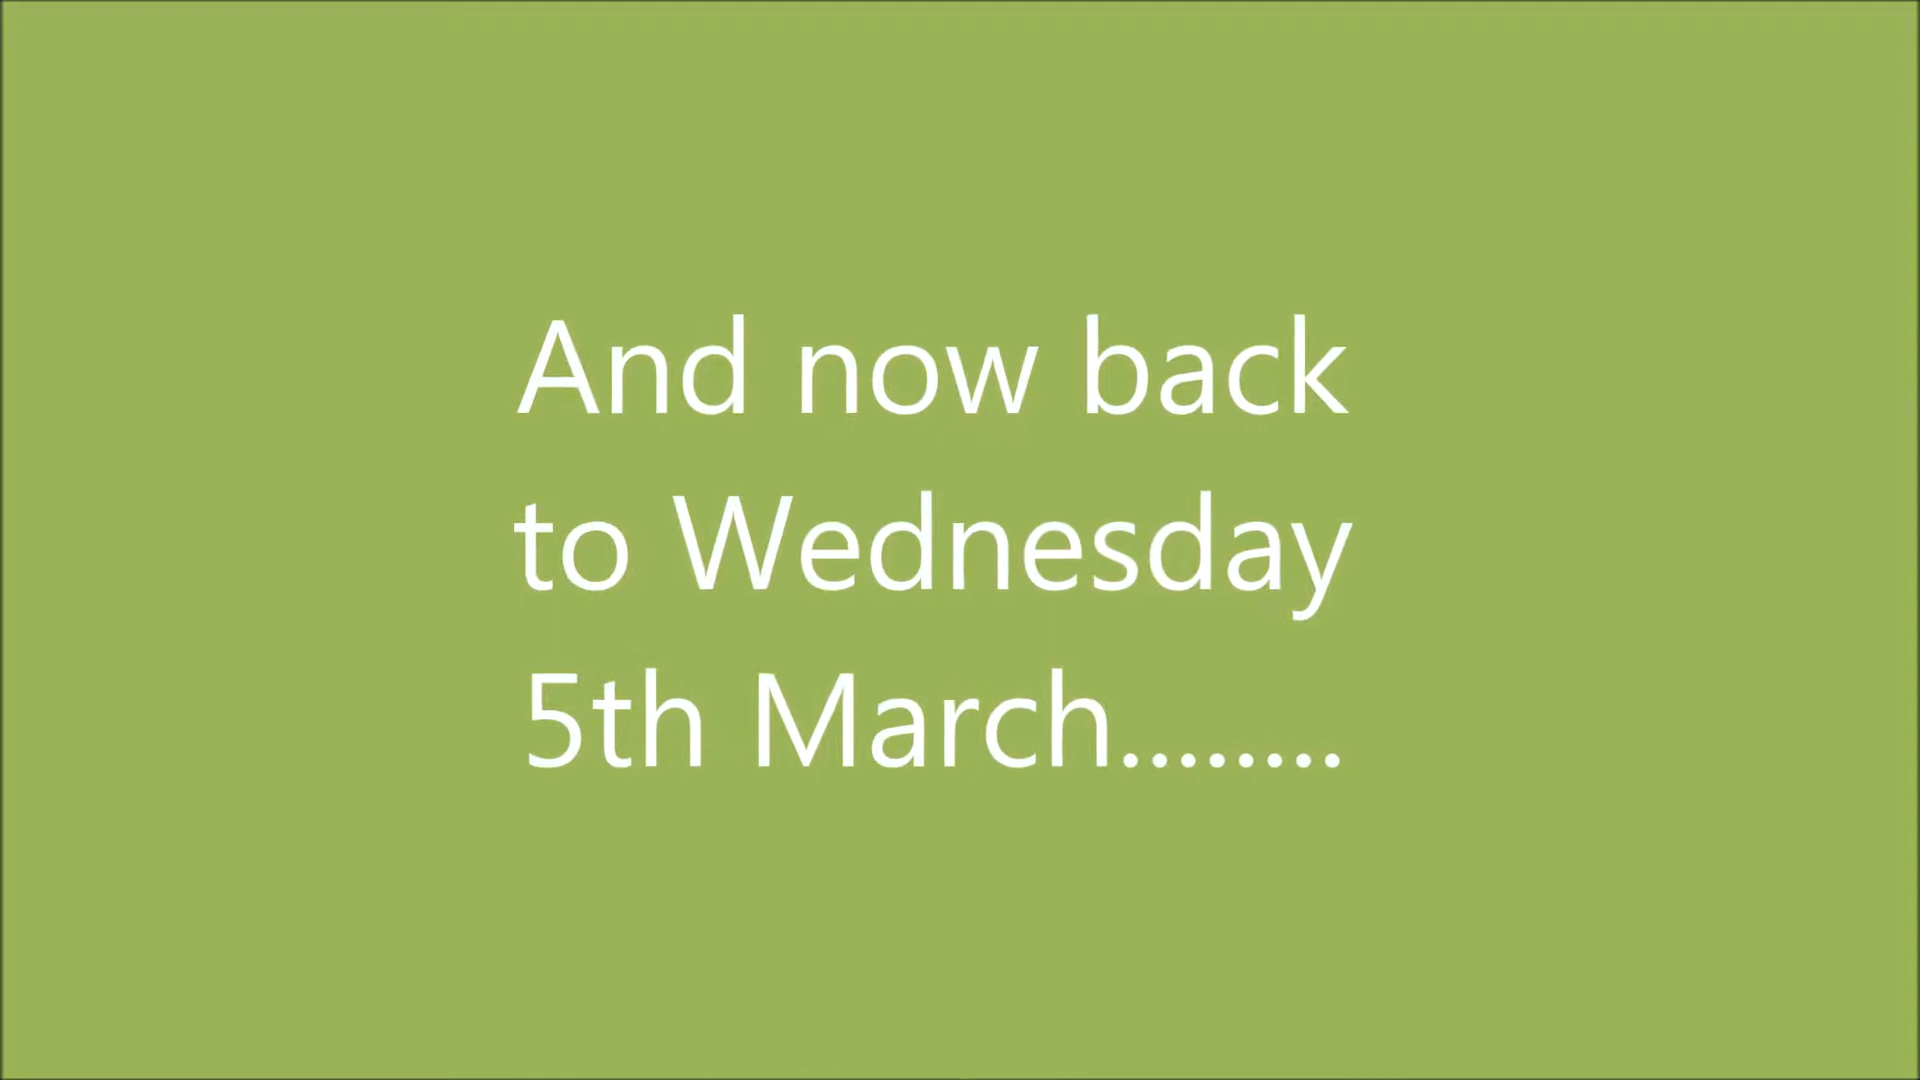 And now back
to Wednesday
5th March........